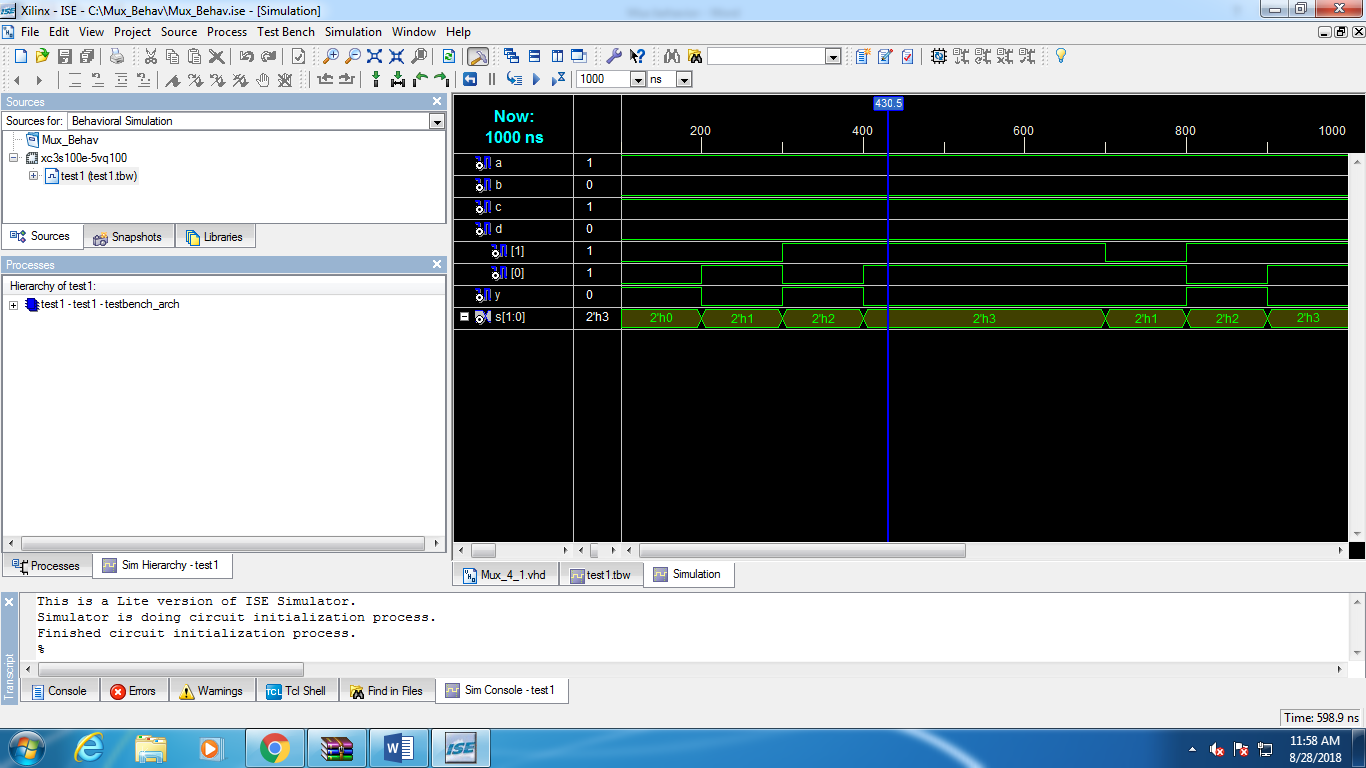 Xilinx - ISE - C:\Mux_Behav\Mux_Behav.ise - [Simulation]
File Edit View Project Source Process Test Bench Simulation Window Help
1000 ns
Sources
Sources for: Behavioral Simulation
Mux_Behav
xc3s100e-5vq100
test1 (test1.tbw)
Sources Snapshots Libraries
Processes
Hierarchy of test1:
test1 - test1 - testbench_arch
Processes Sim Hierarchy - test1
430.5
Now:
1000 ns
200 400 600 800 1000
a 1
b 0
c 1
d 0
[1] 1
[0] 1
y 0
s[1:0] 2'h3 2'h0 2'h1 2'h2 2'h3 2'h1 2'h2 2'h3
Mux_4_1.vhd test1.tbw Simulation
This is a Lite version of ISE Simulator.
Simulator is doing circuit initialization process.
Finished circuit initialization process.
%
Transcript
Console Errors Warnings Tcl Shell Find in Files Sim Console - test1
Time: 598.9 ns
11:58 AM
8/28/2018